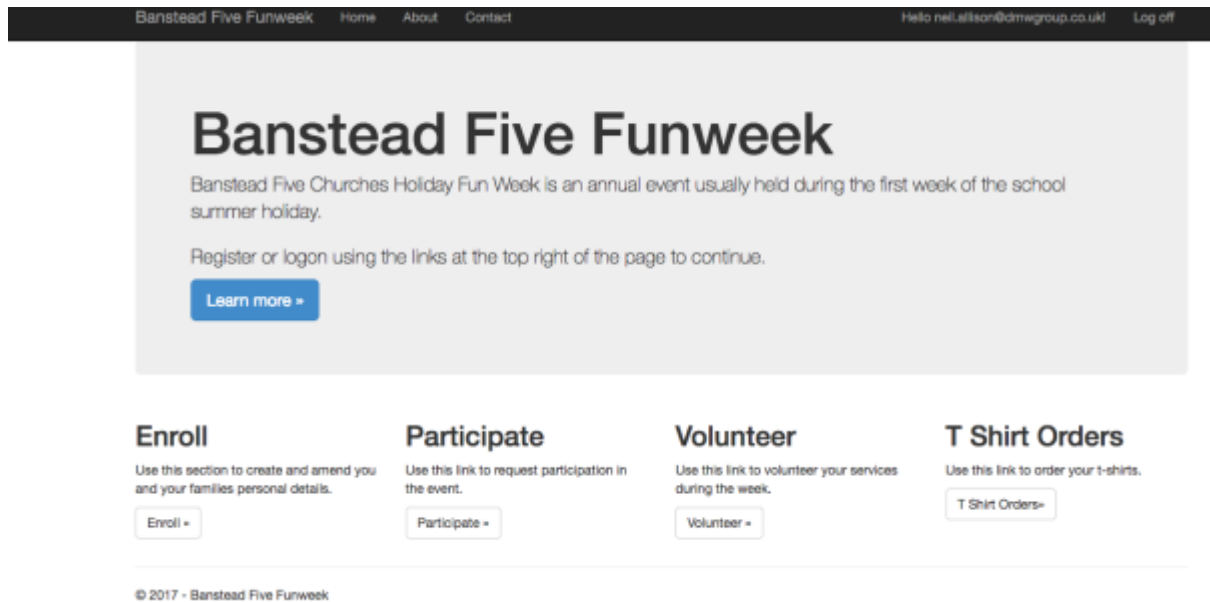 Banstead Five Funweek Home About Contact Hello neil.allison@dmwgroup.co.uk! Log off
Banstead Five Funweek
Banstead Five Churches Holiday Fun Week is an annual event usually held during the first week of the school
summer holiday.
Register or logon using the links at the top right of the page to continue.
Learn more »
Enroll
Use this section to create and amend you
and your families personal details.
Enroll »
Participate
Use this link to request participation in
the event.
Participate »
Volunteer
Use this link to volunteer your services
during the week.
Volunteer »
T Shirt Orders
Use this link to order your t-shirts.
T Shirt Orders»
© 2017 - Banstead Five Funweek